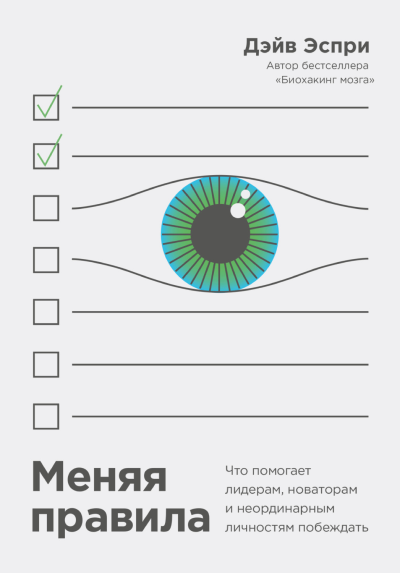 Дэйв Эспри
Автор бестселлера
«Биохакинг мозга»
Меняя
правила
Что помогает
лидерам, новаторам
и неординарным
личностям побеждать